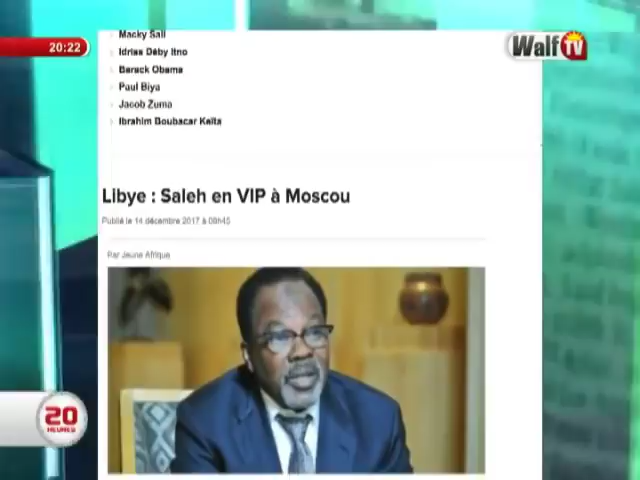 20:22
Walf TV
Macky Sall
Idriss Déby Itno
Barack Obama
Paul Biya
Jacob Zuma
Ibrahim Boubacar Keïta
Libye : Saleh en VIP à Moscou
Publié le 14 décembre 2017 à 09h45
Par Jeune Afrique
20
HEURES